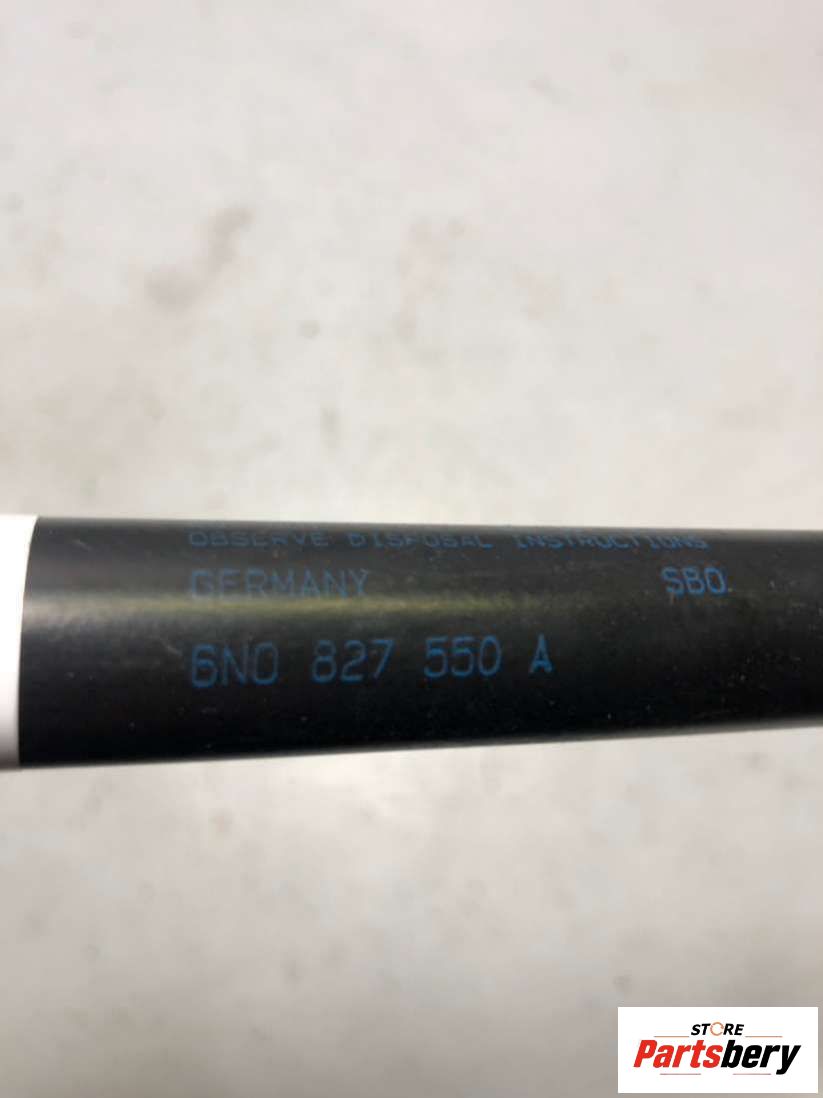 OBSERVE DISPOSAL INSTRUCTIONS
GERMANY SBO.
6N0 827 550 A
STORE
Partsbery